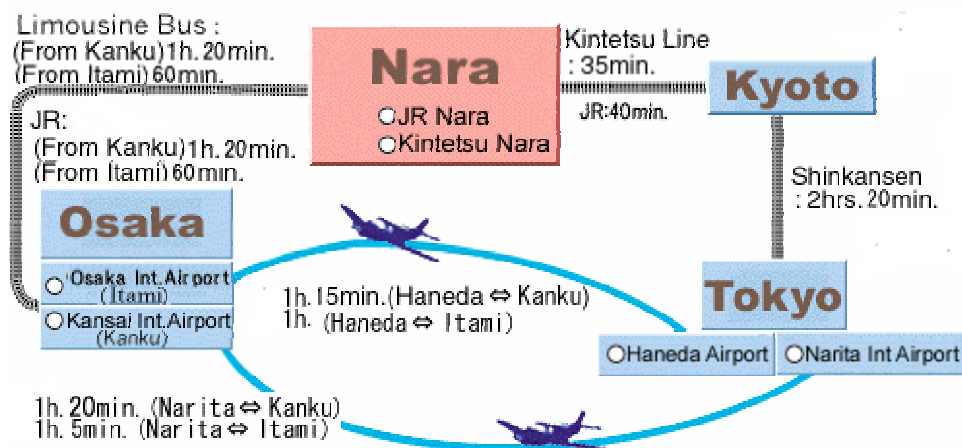 Limousine Bus :
(From Kanku) 1h. 20min.
(From Itami) 60min.
JR:
(From Kanku) 1h. 20min.
(From Itami) 60min.
Nara
JR Nara
Kintetsu Nara
Kintetsu Line
: 35min.
JR:40min.
Kyoto
Shinkansen
: 2hrs. 20min.
Osaka
Osaka Int.Airport
(Itami)
Kansai Int.Airport
(Kanku)
1h. 15min.(Haneda ⇔ Kanku)
1h. (Haneda ⇔ Itami)
Tokyo
Haneda Airport
Narita Int Airport
1h. 20min. (Narita ⇔ Kanku)
1h. 5min. (Narita ⇔ Itami)